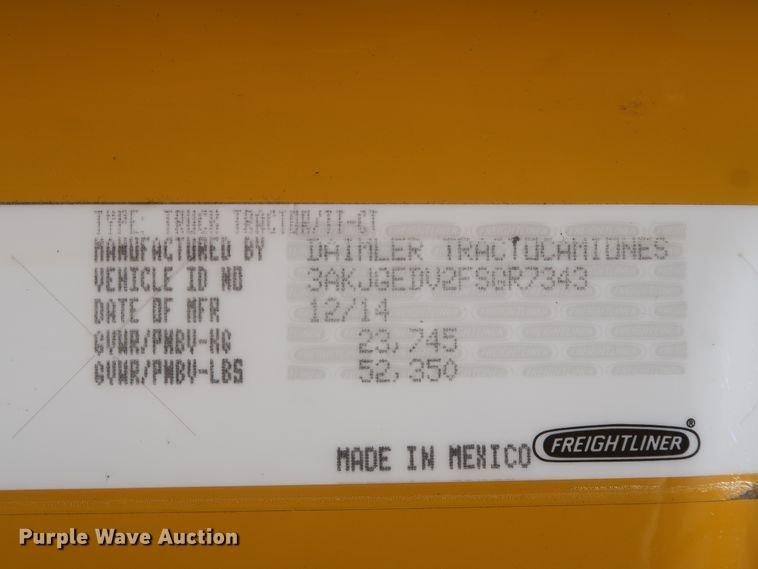 TYPE: TRUCK TRACTOR/TT-CT
MANUFACTURED BY DAIMLER TRACTOCAMIONES
VEHICLE ID NO 3AKJGEDV2FSGR7343
DATE OF MFR 12/14
GVWR/PNBV-KG 23,745
GVWR/PNBV-LBS 52,350
MADE IN MEXICO FREIGHTLINER®
Purple Wave Auction